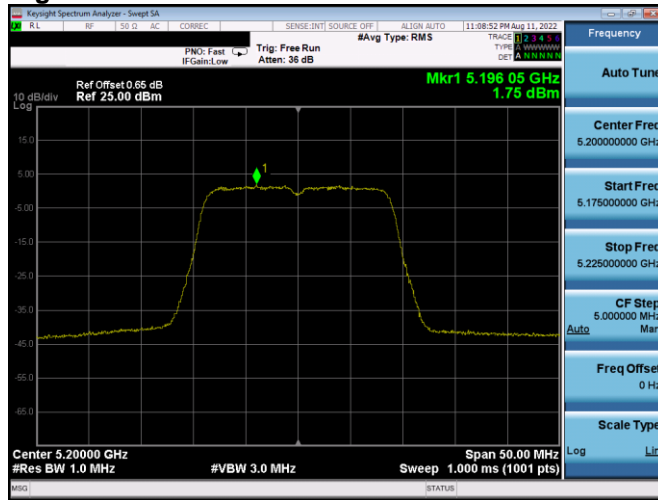 Keysight Spectrum Analyzer - Swept SA
RL RF 50 Ω AC CORREC SENSE:INT SOURCE OFF ALIGN AUTO 11:08:52 PM Aug 11, 2022
#Avg Type: RMS
TRACE 1 2 3 4 5 6
TYPE A WWWWW
DET A N N N N N
PNO: Fast
IFGain:Low
Trig: Free Run
Atten: 36 dB
Frequency
Auto Tune
Mkr1 5.196 05 GHz
1.75 dBm
Ref Offset 0.65 dB
Ref 25.00 dBm
10 dB/div
Log
15.0
5.00
-5.00
-15.0
-25.0
-35.0
-45.0
-55.0
-65.0
1
Center Freq
5.200000000 GHz
Start Freq
5.175000000 GHz
Stop Freq
5.225000000 GHz
CF Step
5.000000 MHz
Auto Man
Freq Offset
0 Hz
Scale Type
Log Lin
Center 5.20000 GHz
#Res BW 1.0 MHz
#VBW 3.0 MHz
Span 50.00 MHz
Sweep 1.000 ms (1001 pts)
MSG
STATUS